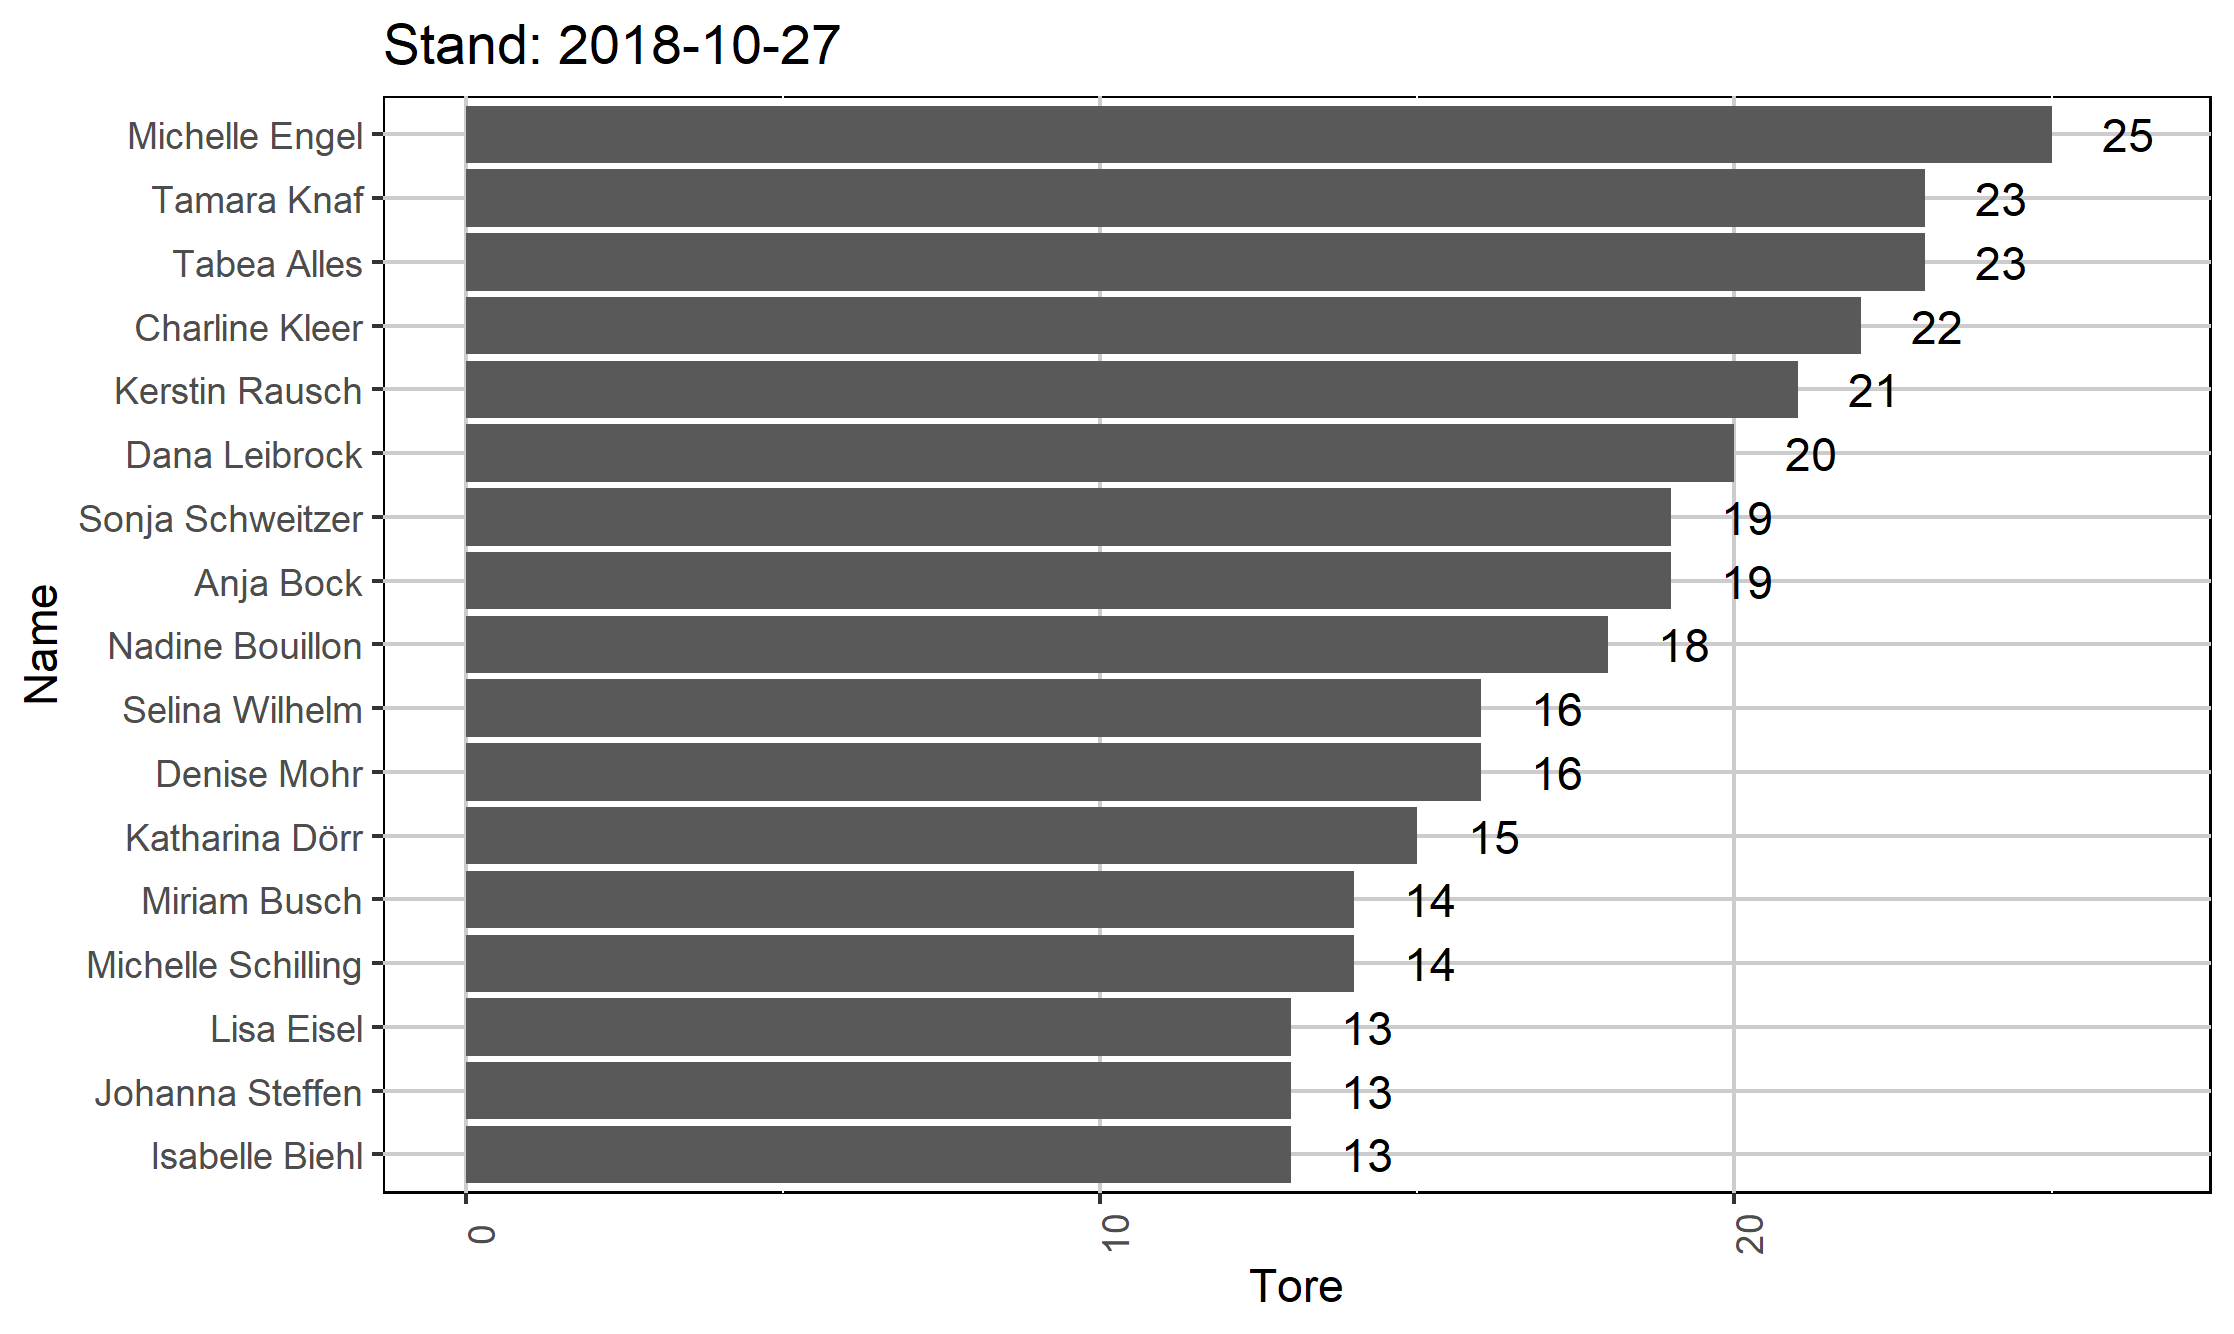 Stand: 2018-10-27
Name
Michelle Engel 25
Tamara Knaf 23
Tabea Alles 23
Charline Kleer 22
Kerstin Rausch 21
Dana Leibrock 20
Sonja Schweitzer 19
Anja Bock 19
Nadine Bouillon 18
Selina Wilhelm 16
Denise Mohr 16
Katharina Dörr 15
Miriam Busch 14
Michelle Schilling 14
Lisa Eisel 13
Johanna Steffen 13
Isabelle Biehl 13
0 10 20
Tore